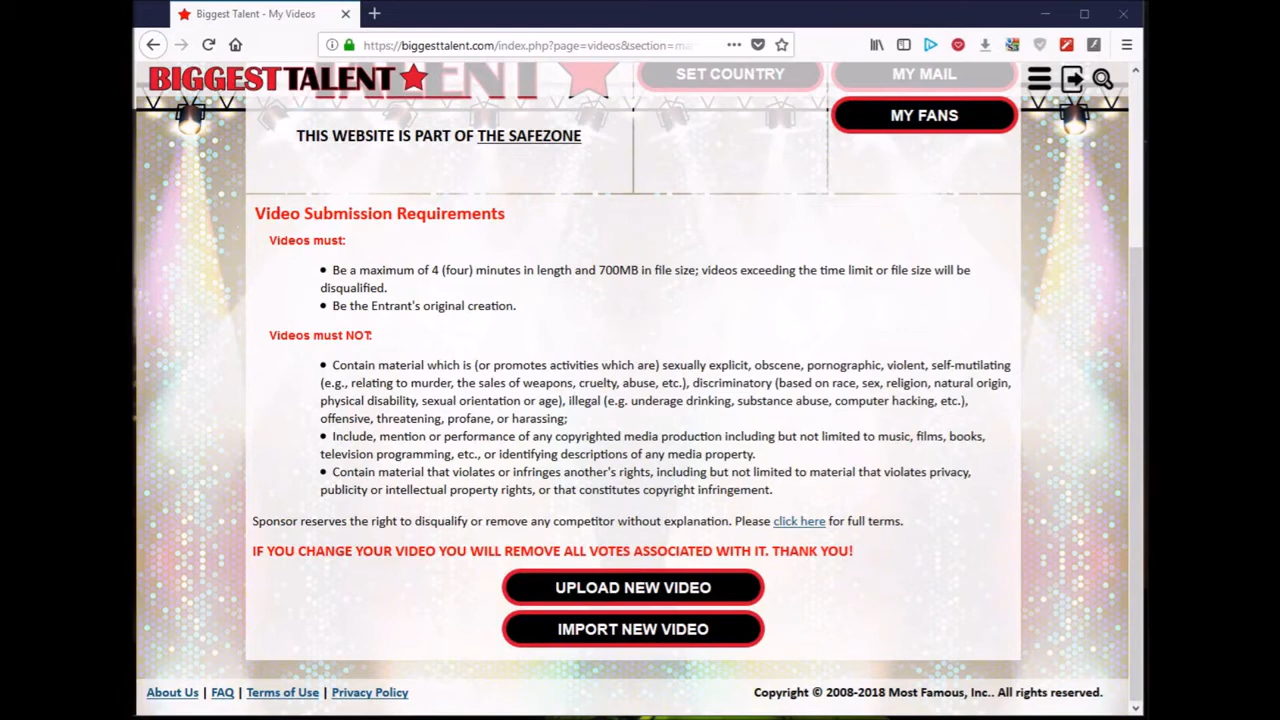 Biggest Talent - My Videos
https://biggesttalent.com/index.php?page=videos&section=ma
BIGGEST TALENT
TALENT
SET COUNTRY
MY MAIL
MY FANS
THIS WEBSITE IS PART OF THE SAFEZONE
Video Submission Requirements
Videos must:
• Be a maximum of 4 (four) minutes in length and 700MB in file size; videos exceeding the time limit or file size will be
disqualified.
• Be the Entrant's original creation.
Videos must NOT:
• Contain material which is (or promotes activities which are) sexually explicit, obscene, pornographic, violent, self-mutilating
(e.g., relating to murder, the sales of weapons, cruelty, abuse, etc.), discriminatory (based on race, sex, religion, natural origin,
physical disability, sexual orientation or age), illegal (e.g. underage drinking, substance abuse, computer hacking, etc.),
offensive, threatening, profane, or harassing;
• Include, mention or performance of any copyrighted media production including but not limited to music, films, books,
television programming, etc., or identifying descriptions of any media property.
• Contain material that violates or infringes another's rights, including but not limited to material that violates privacy,
publicity or intellectual property rights, or that constitutes copyright infringement.
Sponsor reserves the right to disqualify or remove any competitor without explanation. Please click here for full terms.
IF YOU CHANGE YOUR VIDEO YOU WILL REMOVE ALL VOTES ASSOCIATED WITH IT. THANK YOU!
UPLOAD NEW VIDEO
IMPORT NEW VIDEO
About Us | FAQ | Terms of Use | Privacy Policy
Copyright © 2008-2018 Most Famous, Inc.. All rights reserved.